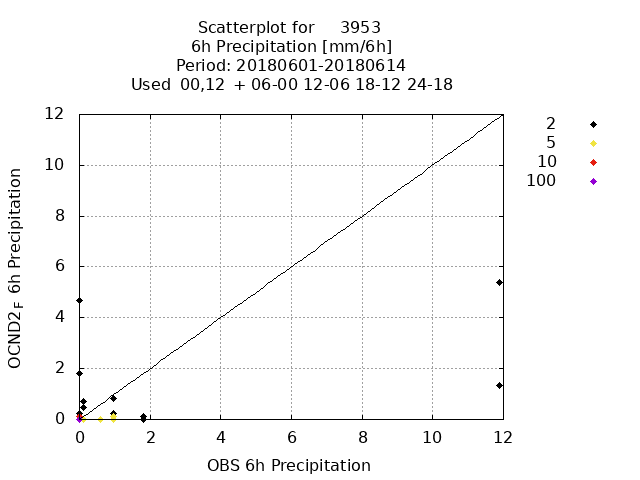 Scatterplot for 3953
6h Precipitation [mm/6h]
Period: 20180601-20180614
Used 00,12 + 06-00 12-06 18-12 24-18
12
10
8
6
4
2
0
0 2 4 6 8 10 12
OCND2F 6h Precipitation
OBS 6h Precipitation
2
5
10
100